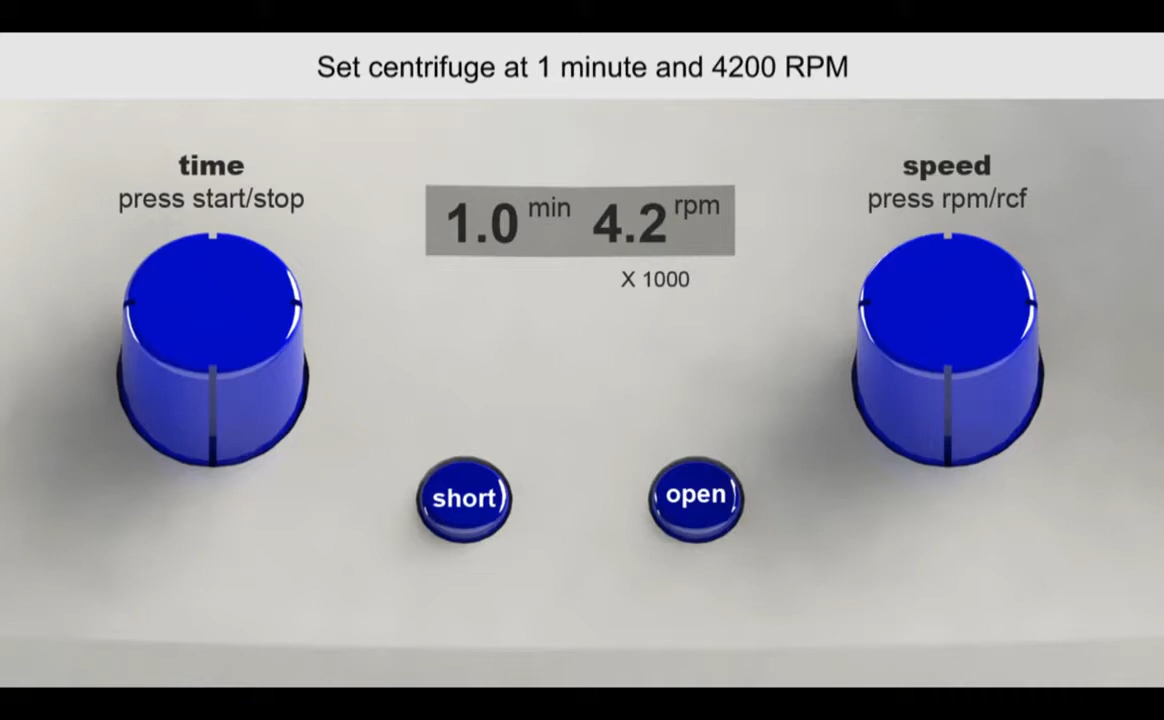 Set centrifuge at 1 minute and 4200 RPM
time
press start/stop
1.0 min 4.2 rpm
X 1000
speed
press rpm/rcf
short
open